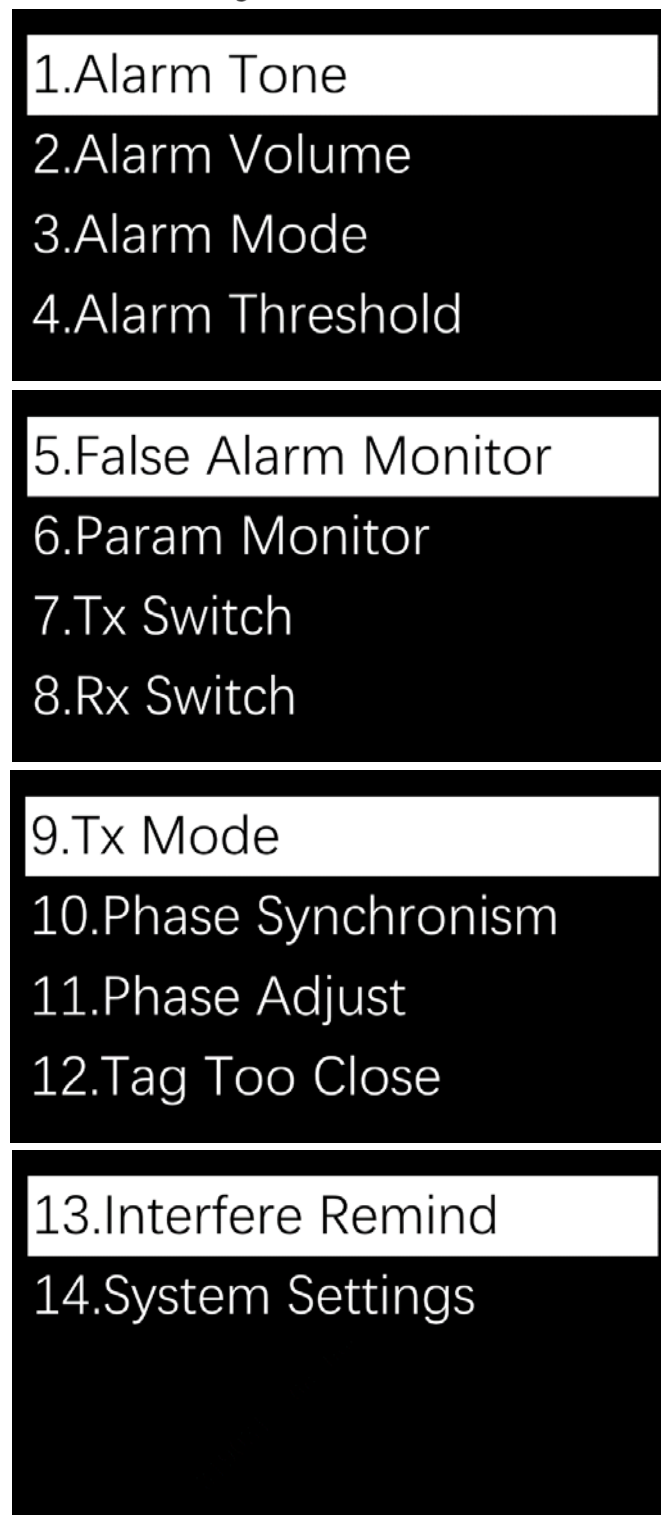 1.Alarm Tone
2.Alarm Volume
3.Alarm Mode
4.Alarm Threshold
5.False Alarm Monitor
6.Param Monitor
7.Tx Switch
8.Rx Switch
9.Tx Mode
10.Phase Synchronism
11.Phase Adjust
12.Tag Too Close
13.Interfere Remind
14.System Settings